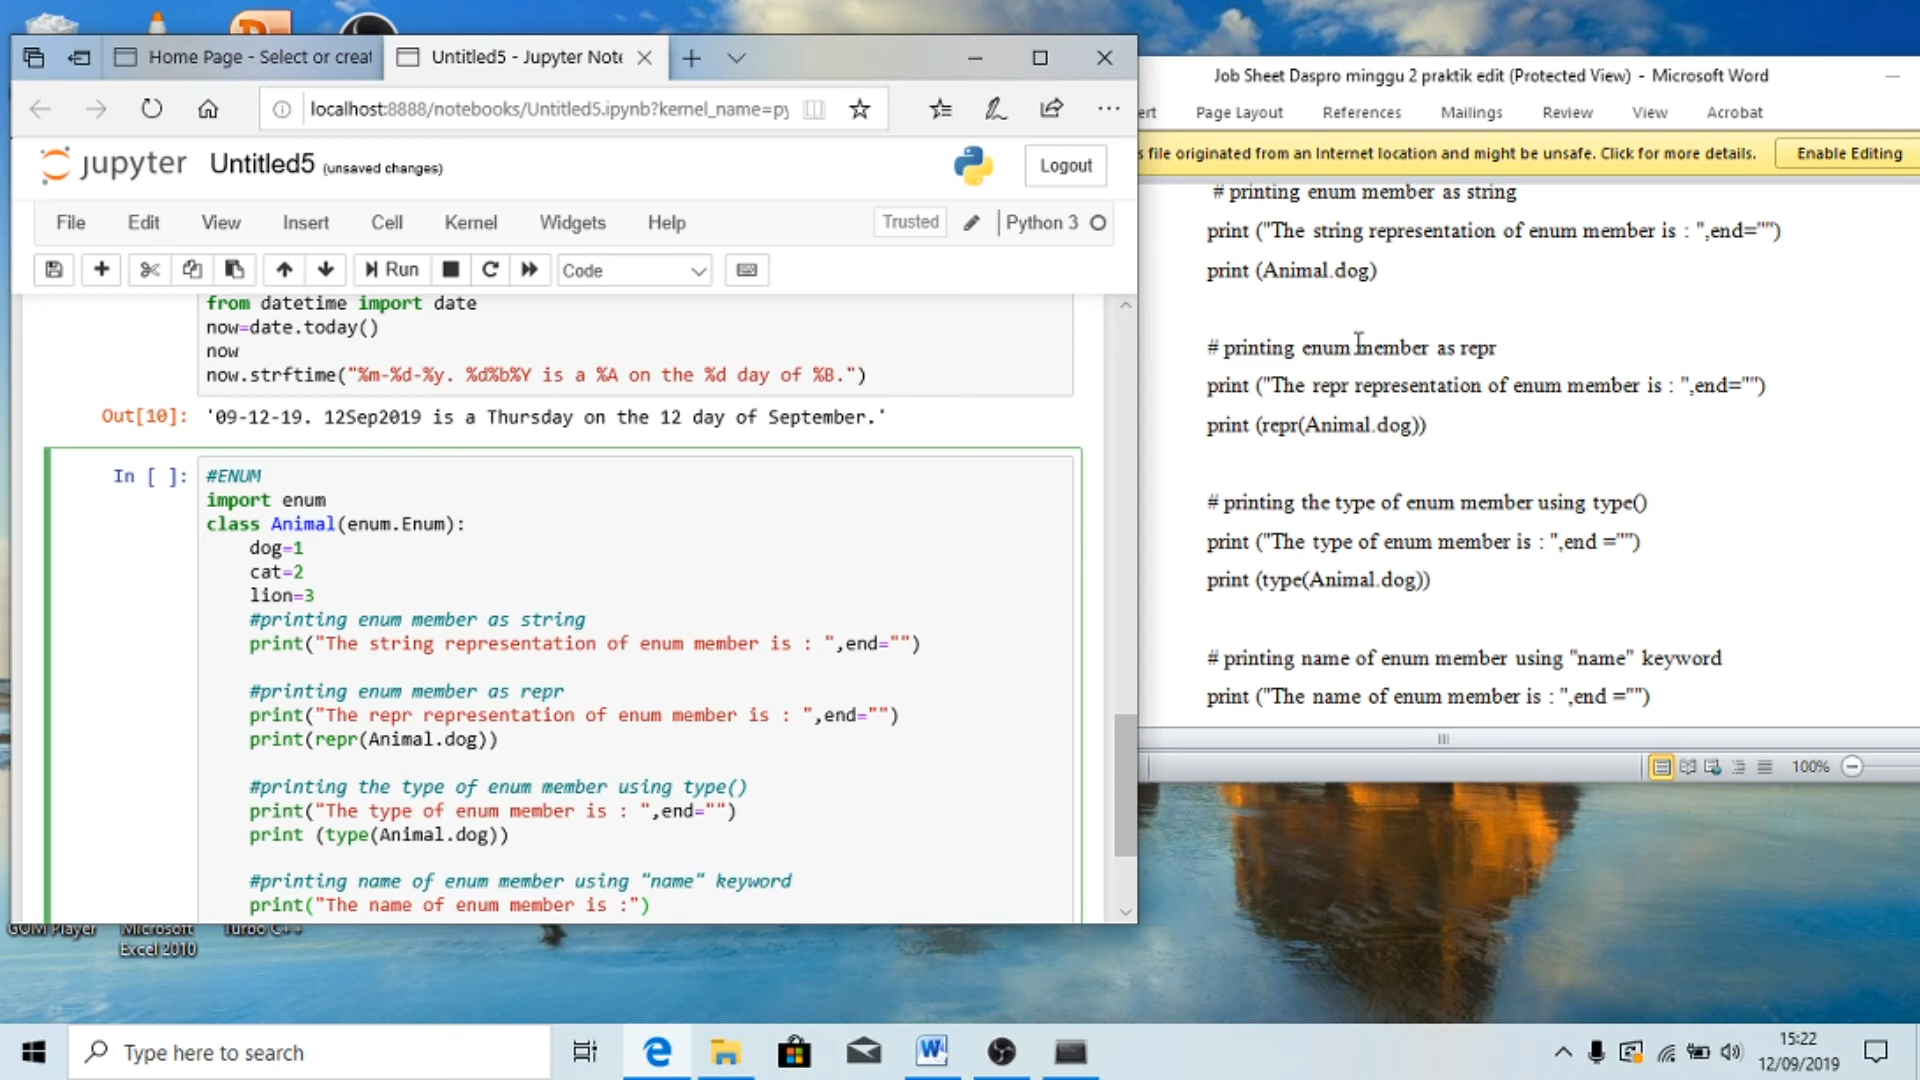 Home Page - Select or creat
Untitled5 - Jupyter Note
localhost:8888/notebooks/Untitled5.ipynb?kernel_name=py
jupyter Untitled5 (unsaved changes)
Logout
File Edit View Insert Cell Kernel Widgets Help
Trusted
Python 3
Run
Code
from datetime import date
now=date.today()
now
now.strftime("%m-%d-%y. %d%b%Y is a %A on the %d day of %B.")
Out[10]: '09-12-19. 12Sep2019 is a Thursday on the 12 day of September.'
In [ ]: #ENUM
import enum
class Animal(enum.Enum):
    dog=1
    cat=2
    lion=3
    #printing enum member as string
    print("The string representation of enum member is : ",end="")
    #printing enum member as repr
    print("The repr representation of enum member is : ",end="")
    print(repr(Animal.dog))
    #printing the type of enum member using type()
    print("The type of enum member is : ",end="")
    print (type(Animal.dog))
    #printing name of enum member using "name" keyword
    print("The name of enum member is :")
Job Sheet Daspro minggu 2 praktik edit (Protected View) - Microsoft Word
ert Page Layout References Mailings Review View Acrobat
s file originated from an Internet location and might be unsafe. Click for more details.
Enable Editing
# printing enum member as string
print ("The string representation of enum member is : ",end="")
print (Animal.dog)
# printing enum member as repr
print ("The repr representation of enum member is : ",end="")
print (repr(Animal.dog))
# printing the type of enum member using type()
print ("The type of enum member is : ",end ="")
print (type(Animal.dog))
# printing name of enum member using "name" keyword
print ("The name of enum member is : ",end ="")
100%
GOM Player
Microsoft
Excel 2010
Turbo C++
Type here to search
15:22
12/09/2019